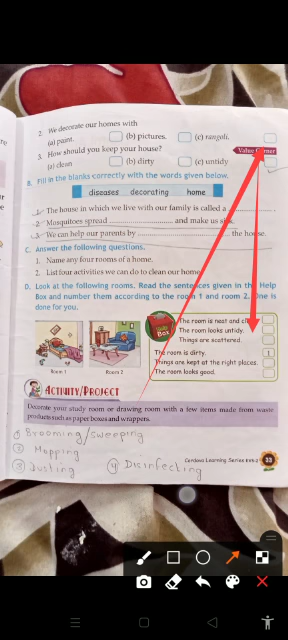 2. We decorate our homes with
(a) paint. (b) pictures. (c) rangoli.
3. How should you keep your house? Value Corner
(a) clean (b) dirty (c) untidy
B. Fill in the blanks correctly with the words given below.
diseases decorating home
1. The house in which we live with our family is called a
2. Mosquitoes spread and make us sick.
3. We can help our parents by the house.
C. Answer the following questions.
1. Name any four rooms of a home.
2. List four activities we can do to clean our home.
D. Look at the following rooms. Read the sentences given in the Help
Box and number them according to the room 1 and room 2. One is
done for you.
The room is neat and clean.
The room looks untidy.
Things are scattered.
The room is dirty. 1
Things are kept at the right places.
The room looks good.
Room 1 Room 2
ACTIVITY/PROJECT
Decorate your study room or drawing room with a few items made from waste
products such as paper boxes and wrappers.
① Brooming/sweeping
② Mopping
③ Dusting ④ Disinfecting
Cordova Learning Series 33